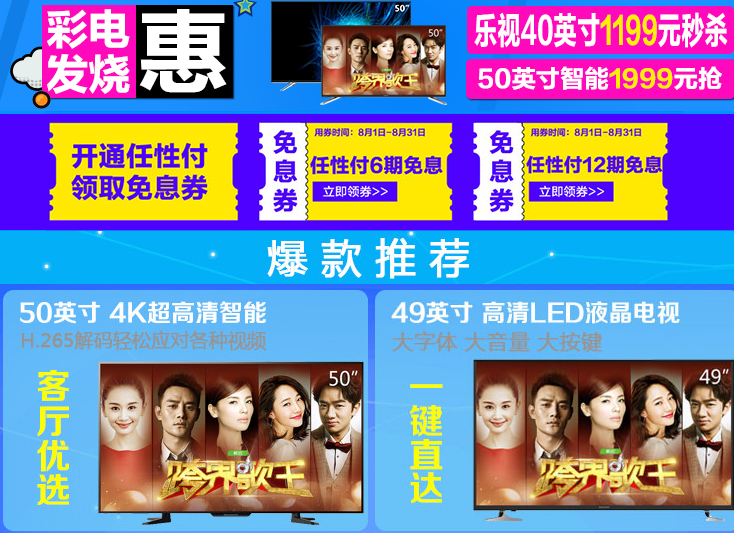 彩电
发烧
惠
50”
50”
跨界歌王
乐视40英寸1199元秒杀
50英寸智能1999元抢
开通任性付
领取免息券
免息券
用券时间：8月1日-8月31日
任性付6期免息
立即领券>>
免息券
用券时间：8月1日-8月31日
任性付12期免息
立即领券>>
爆款推荐
50英寸 4K超高清智能
H.265解码轻松应对各种视频
客厅优选
50”
跨界歌王
49英寸 高清LED液晶电视
大字体 大音量 大按键
一键直达
49”
跨界歌王